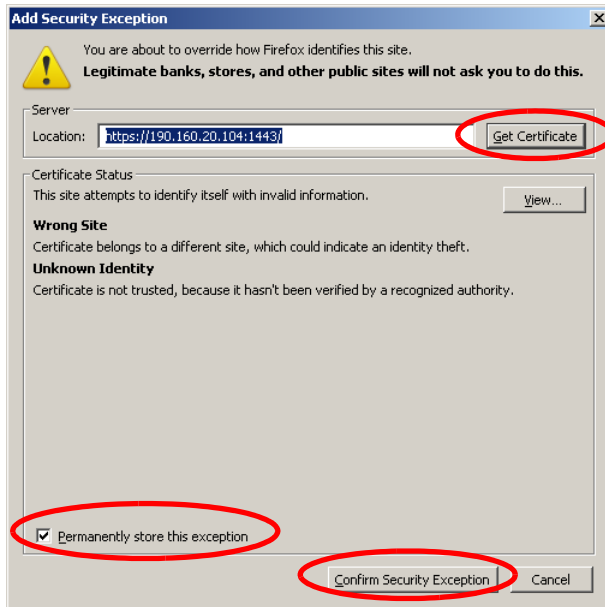 Add Security Exception
You are about to override how Firefox identifies this site.
Legitimate banks, stores, and other public sites will not ask you to do this.
Server
Location: https://190.160.20.104:1443/ Get Certificate
Certificate Status
This site attempts to identify itself with invalid information. View...
Wrong Site
Certificate belongs to a different site, which could indicate an identity theft.
Unknown Identity
Certificate is not trusted, because it hasn't been verified by a recognized authority.
Permanently store this exception
Confirm Security Exception Cancel